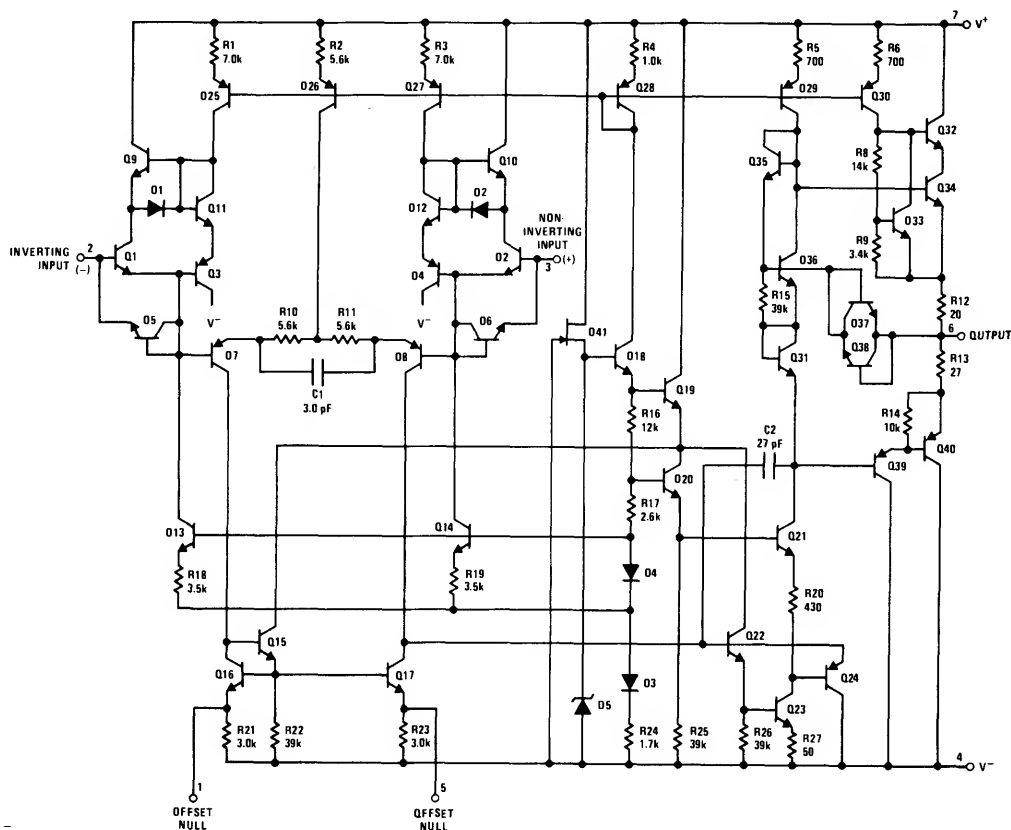 7
V+
R1
7.0k
R2
5.6k
R3
7.0k
R4
1.0k
R5
700
R6
700
Q25
Q26
Q27
Q28
Q29
Q30
Q32
Q9
Q10
Q35
R8
14k
Q34
D1
Q11
Q12
D2
Q33
R9
3.4k
INVERTING
INPUT
2
(-)
Q1
Q3
Q4
Q2
NON-
INVERTING
INPUT
3
(+)
Q36
R15
39k
R12
20
V-
V-
Q5
Q6
Q37
Q38
6
OUTPUT
R10
5.6k
R11
5.6k
Q41
Q7
Q8
Q18
Q31
R13
27
C1
3.0 pF
Q19
R14
10k
R16
12k
C2
27 pF
Q39
Q40
Q20
R17
2.6k
Q13
Q14
Q21
R18
3.5k
R19
3.5k
D4
R20
430
Q15
Q22
Q24
Q16
Q17
D3
Q23
D5
R21
3.0k
R22
39k
R23
3.0k
R24
1.7k
R25
39k
R26
39k
R27
50
4
V-
1
5
OFFSET
NULL
OFFSET
NULL